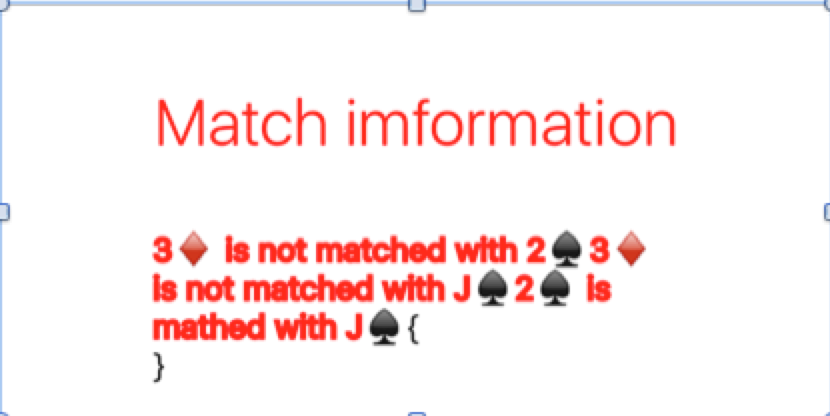 Match imformation
3♦️ is not matched with 2♠️3♦️
is not matched with J♠️2♠️ is
mathed with J♠️{
}